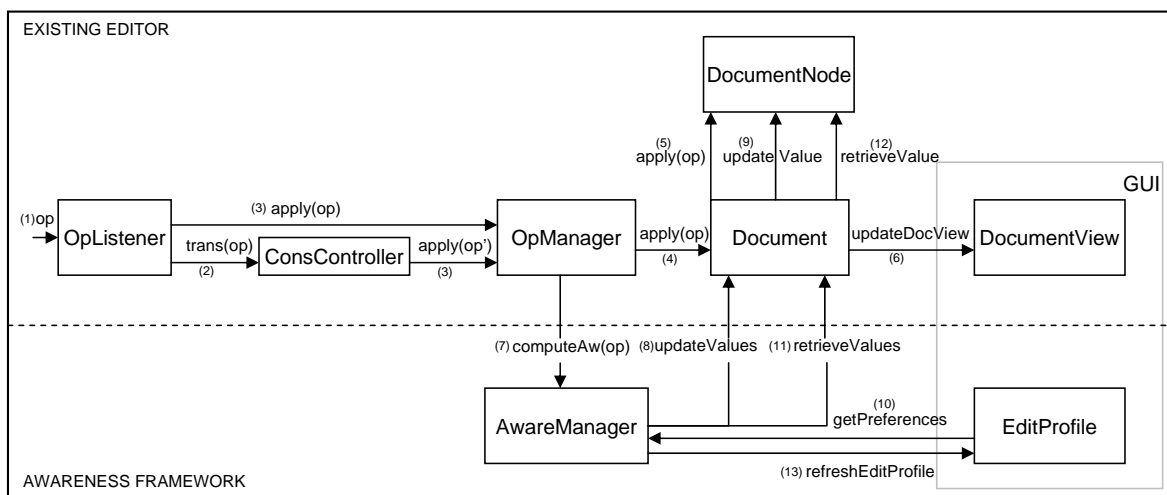 EXISTING EDITOR
DocumentNode
(5)
apply(op)
(9)
update Value
(12)
retrieveValue
GUI
(1) op
OpListener
(3) apply(op)
trans(op)
(2)
ConsController
apply(op’)
(3)
OpManager
apply(op)
(4)
Document
updateDocView
(6)
DocumentView
(7) computeAw(op)
(8) updateValues
(11) retrieveValues
AwareManager
(10)
getPreferences
EditProfile
(13) refreshEditProfile
AWARENESS FRAMEWORK